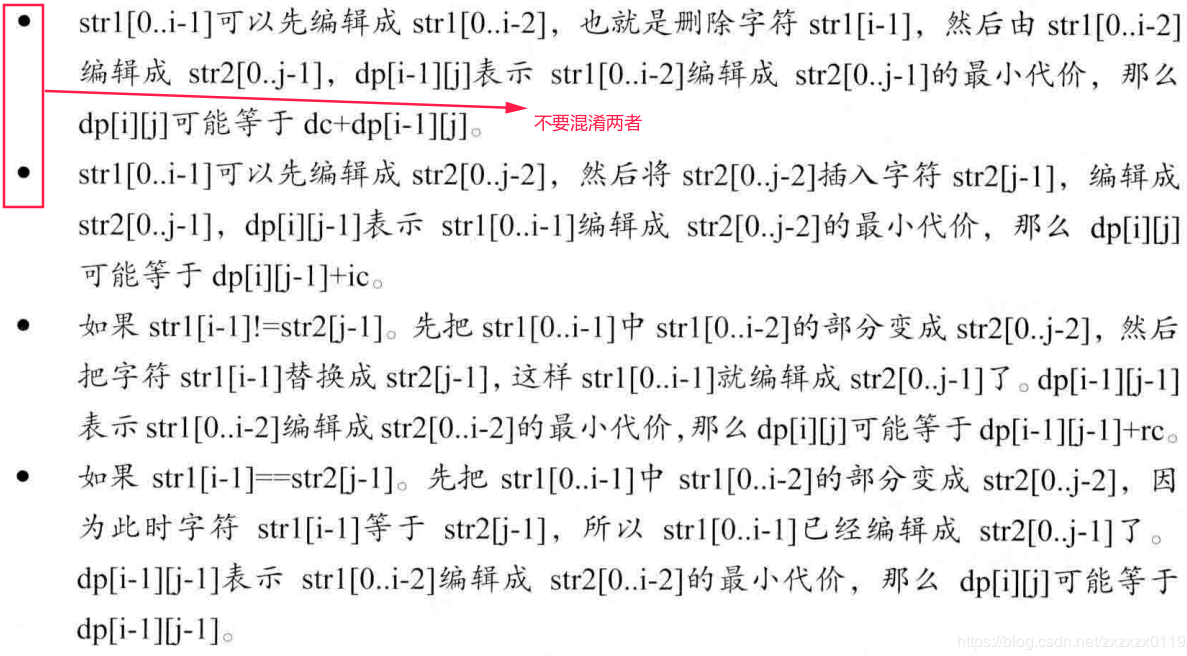 ● str1[0..i-1]可以先编辑成 str1[0..i-2]，也就是删除字符 str1[i-1]，然后由 str1[0..i-2]
编辑成 str2[0..j-1]，dp[i-1][j]表示 str1[0..i-2]编辑成 str2[0..j-1]的最小代价，那么
dp[i][j]可能等于 dc+dp[i-1][j]。
不要混淆两者
● str1[0..i-1]可以先编辑成 str2[0..j-2]，然后将 str2[0..j-2]插入字符 str2[j-1]，编辑成
str2[0..j-1]，dp[i][j-1]表示 str1[0..i-1]编辑成 str2[0..j-2]的最小代价，那么 dp[i][j]
可能等于 dp[i][j-1]+ic。
● 如果 str1[i-1]!=str2[j-1]。先把 str1[0..i-1]中 str1[0..i-2]的部分变成 str2[0..j-2]，然后
把字符 str1[i-1]替换成 str2[j-1]，这样 str1[0..i-1]就编辑成 str2[0..j-1]了。dp[i-1][j-1]
表示 str1[0..i-2]编辑成 str2[0..i-2]的最小代价，那么 dp[i][j]可能等于 dp[i-1][j-1]+rc。
● 如果 str1[i-1]==str2[j-1]。先把 str1[0..i-1]中 str1[0..i-2]的部分变成 str2[0..j-2]，因
为此时字符 str1[i-1]等于 str2[j-1]，所以 str1[0..i-1]已经编辑成 str2[0..j-1]了。
dp[i-1][j-1]表示 str1[0..i-2]编辑成 str2[0..i-2]的最小代价，那么 dp[i][j]可能等于
dp[i-1][j-1]。
https://blog.csdn.net/zxzxzx0119